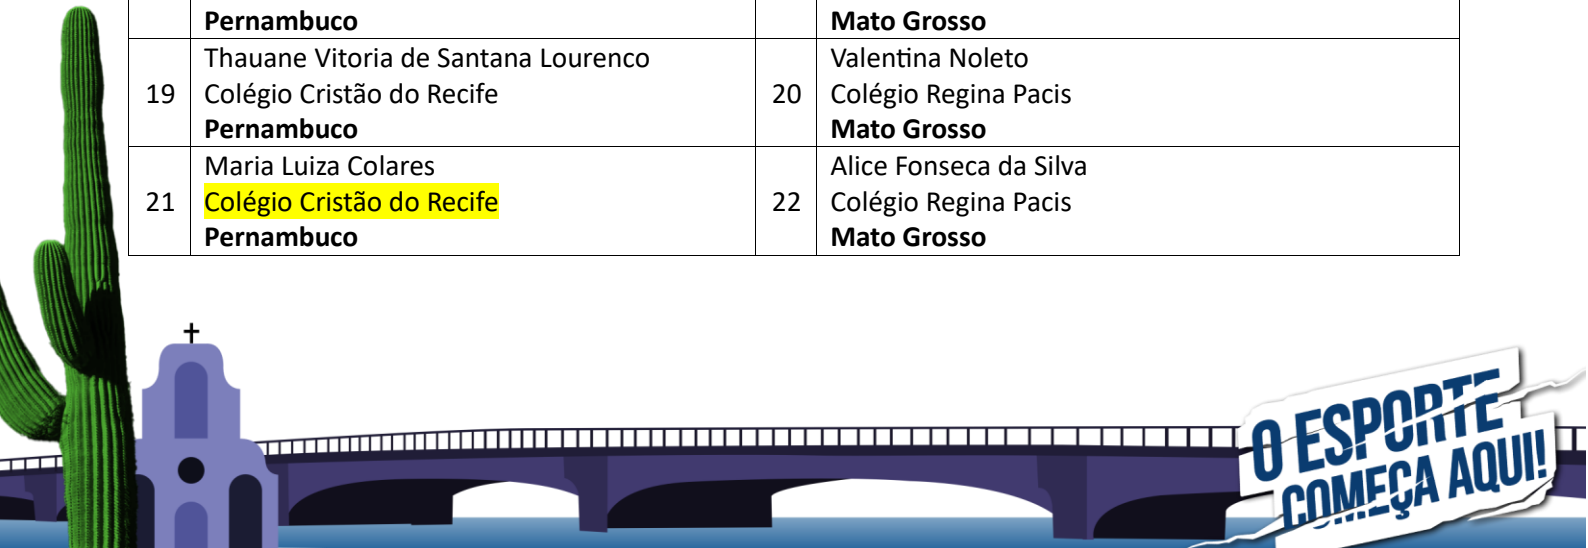 Pernambuco
Mato Grosso
19
Thauane Vitoria de Santana Lourenco
Colégio Cristão do Recife
Pernambuco
20
Valentina Noleto
Colégio Regina Pacis
Mato Grosso
21
Maria Luiza Colares
Colégio Cristão do Recife
Pernambuco
22
Alice Fonseca da Silva
Colégio Regina Pacis
Mato Grosso
O ESPORTE
COMEÇA AQUI!